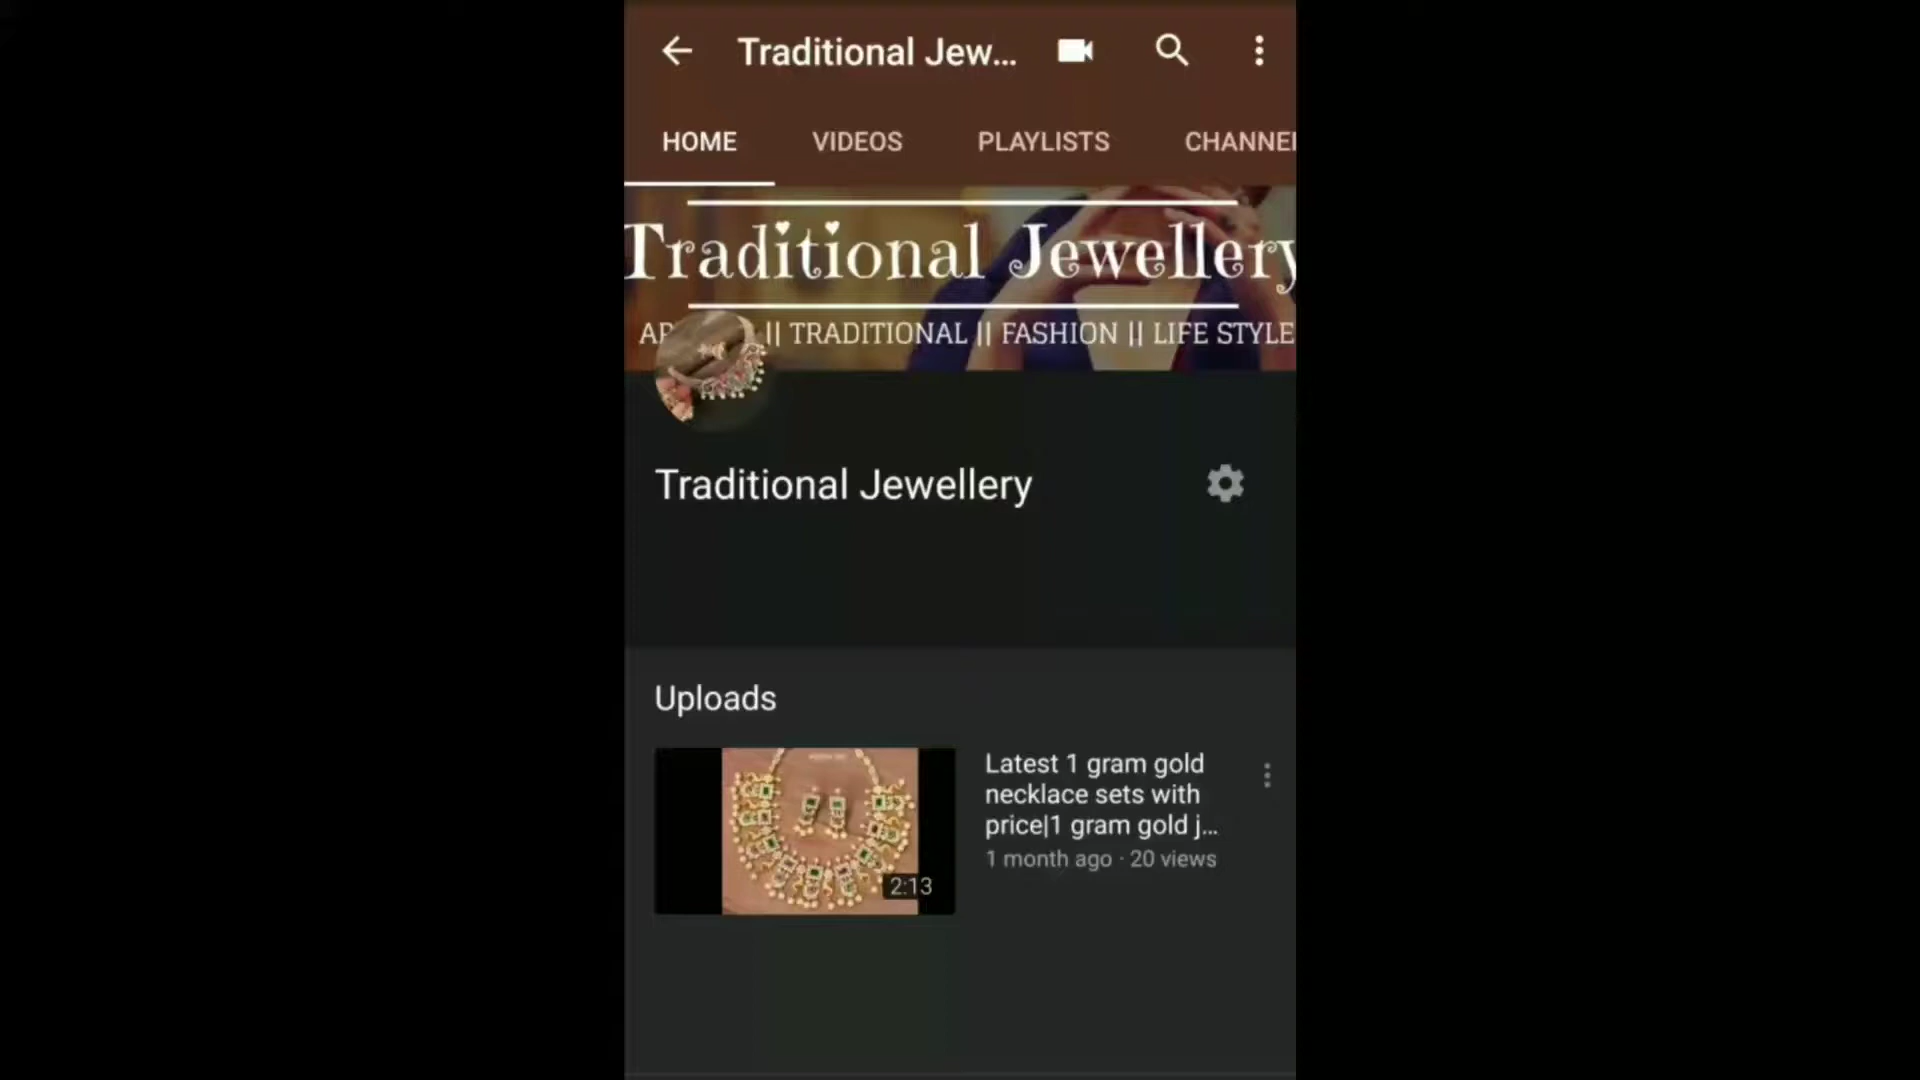 Traditional Jew...
HOME VIDEOS PLAYLISTS CHANNEL
Traditional Jewellery
|| TRADITIONAL || FASHION || LIFE STYLE
Traditional Jewellery
Uploads
Latest 1 gram gold
necklace sets with
price|1 gram gold j...
1 month ago · 20 views
2:13